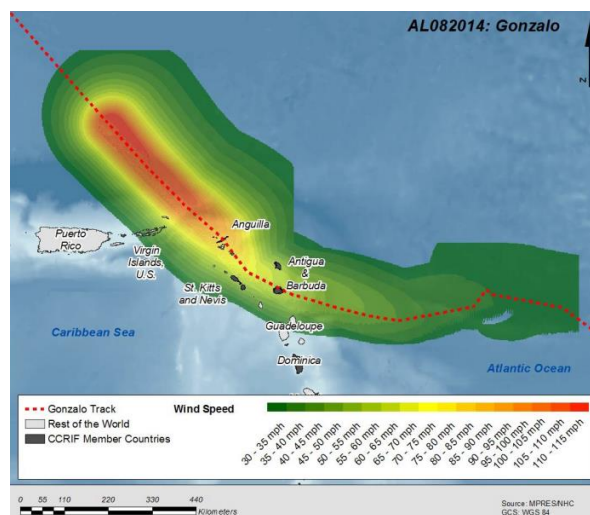 AL082014: Gonzalo
Z
Anguilla
Puerto
Rico
Virgin
Islands,
U.S.
Antigua
&
Barbuda
St. Kitts
and Nevis
Guadeloupe
Caribbean Sea
Dominica
Atlantic Ocean
Gonzalo Track
Rest of the World
CCRIF Member Countries
Wind Speed
30 - 35 mph
35 - 40 mph
40 - 45 mph
45 - 50 mph
50 - 55 mph
55 - 60 mph
60 - 65 mph
65 - 70 mph
70 - 75 mph
75 - 80 mph
80 - 85 mph
85 - 90 mph
90 - 95 mph
95 - 100 mph
100 - 105 mph
105 - 110 mph
110 - 115 mph
0 55 110 220 330 440
Kilometers
Source: MPRES/NHC
GCS: WGS 84